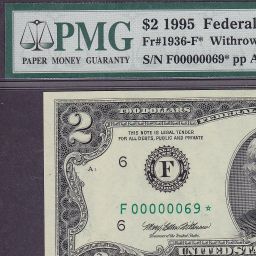 PMG
PAPER MONEY GUARANTY
$2 1995 Federal
Fr#1936-F* Withrow
S/N F00000069* pp A
2
TWO DOLLARS
THIS NOTE IS LEGAL TENDER
FOR ALL DEBTS, PUBLIC AND PRIVATE
6
A1
F
F 00000069 *
6